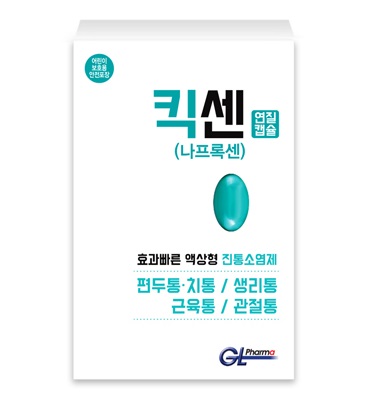 어린이
보호용
안전포장
킥센 연질
캡슐
(나프록센)
효과빠른 액상형 진통소염제
편두통·치통 / 생리통
근육통 / 관절통
GL Pharma